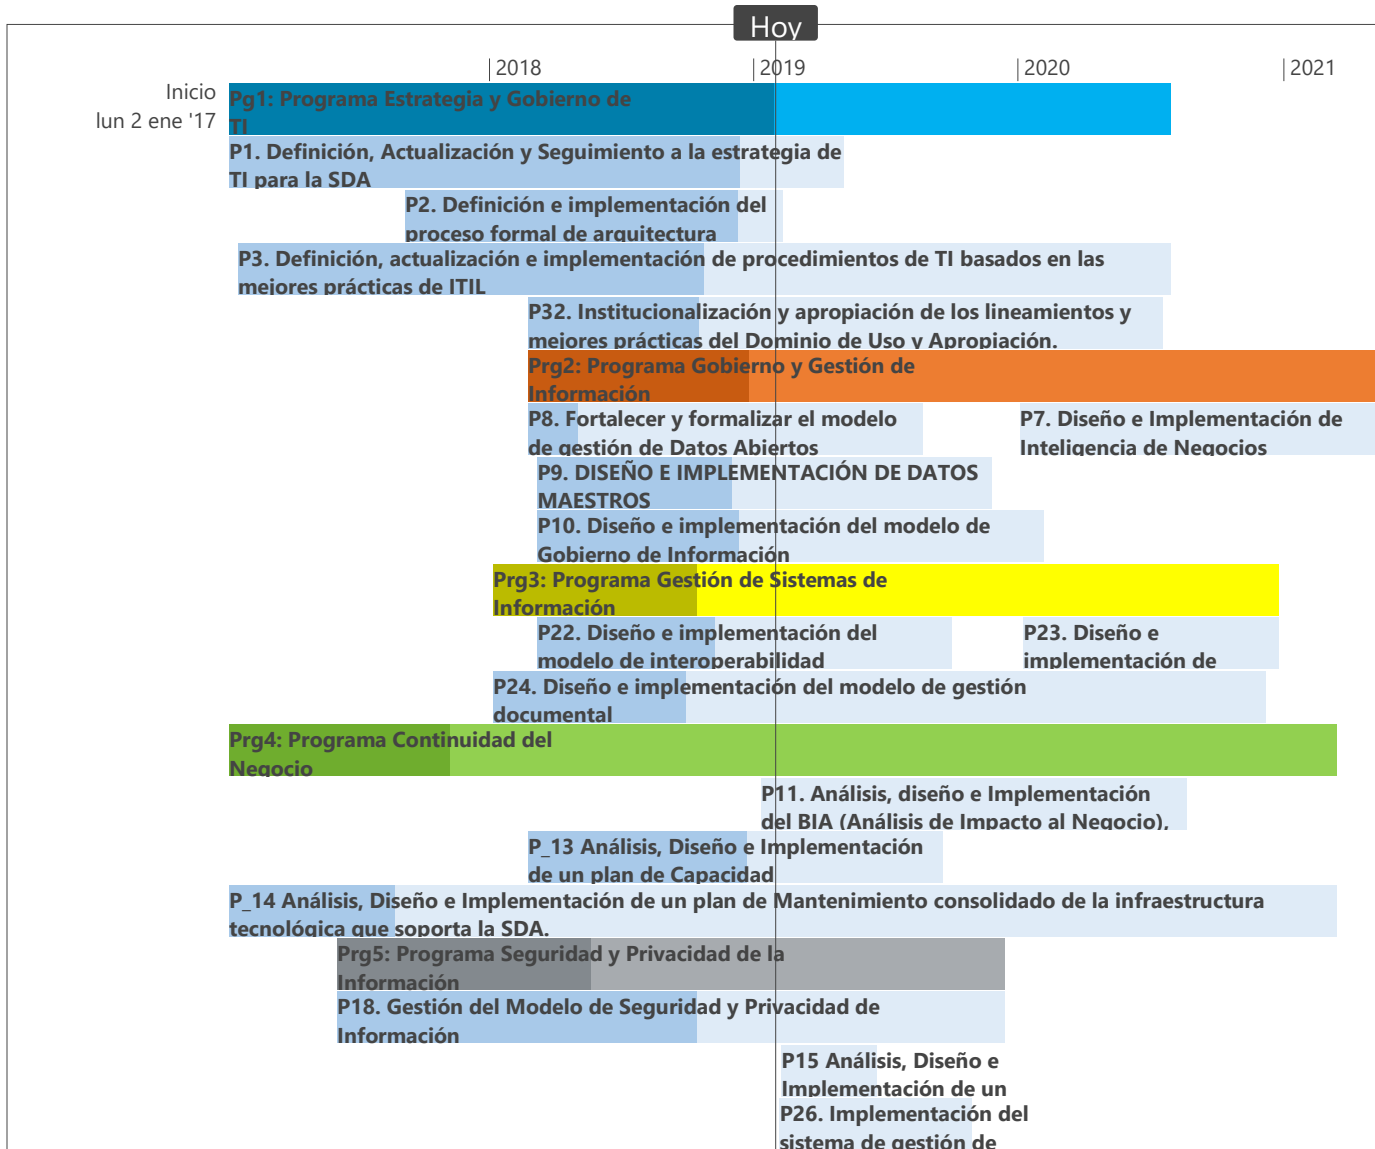 Hoy
2018
2019
2020
2021
Inicio
lun 2 ene '17
Pg1: Programa Estrategia y Gobierno de
TI
P1. Definición, Actualización y Seguimiento a la estrategia de
TI para la SDA
P2. Definición e implementación del
proceso formal de arquitectura
P3. Definición, actualización e implementación de procedimientos de TI basados en las
mejores prácticas de ITIL
P32. Institucionalización y apropiación de los lineamientos y
mejores prácticas del Dominio de Uso y Apropiación.
Prg2: Programa Gobierno y Gestión de
Información
P8. Fortalecer y formalizar el modelo
de gestión de Datos Abiertos
P7. Diseño e Implementación de
Inteligencia de Negocios
P9. DISEÑO E IMPLEMENTACIÓN DE DATOS
MAESTROS
P10. Diseño e implementación del modelo de
Gobierno de Información
Prg3: Programa Gestión de Sistemas de
Información
P22. Diseño e implementación del
modelo de interoperabilidad
P23. Diseño e
implementación de
P24. Diseño e implementación del modelo de gestión
documental
Prg4: Programa Continuidad del
Negocio
P11. Análisis, diseño e Implementación
del BIA (Análisis de Impacto al Negocio),
P_13 Análisis, Diseño e Implementación
de un plan de Capacidad
P_14 Análisis, Diseño e Implementación de un plan de Mantenimiento consolidado de la infraestructura
tecnológica que soporta la SDA.
Prg5: Programa Seguridad y Privacidad de la
Información
P18. Gestión del Modelo de Seguridad y Privacidad de
Información
P15 Análisis, Diseño e
Implementación de un
P26. Implementación del
sistema de gestión de